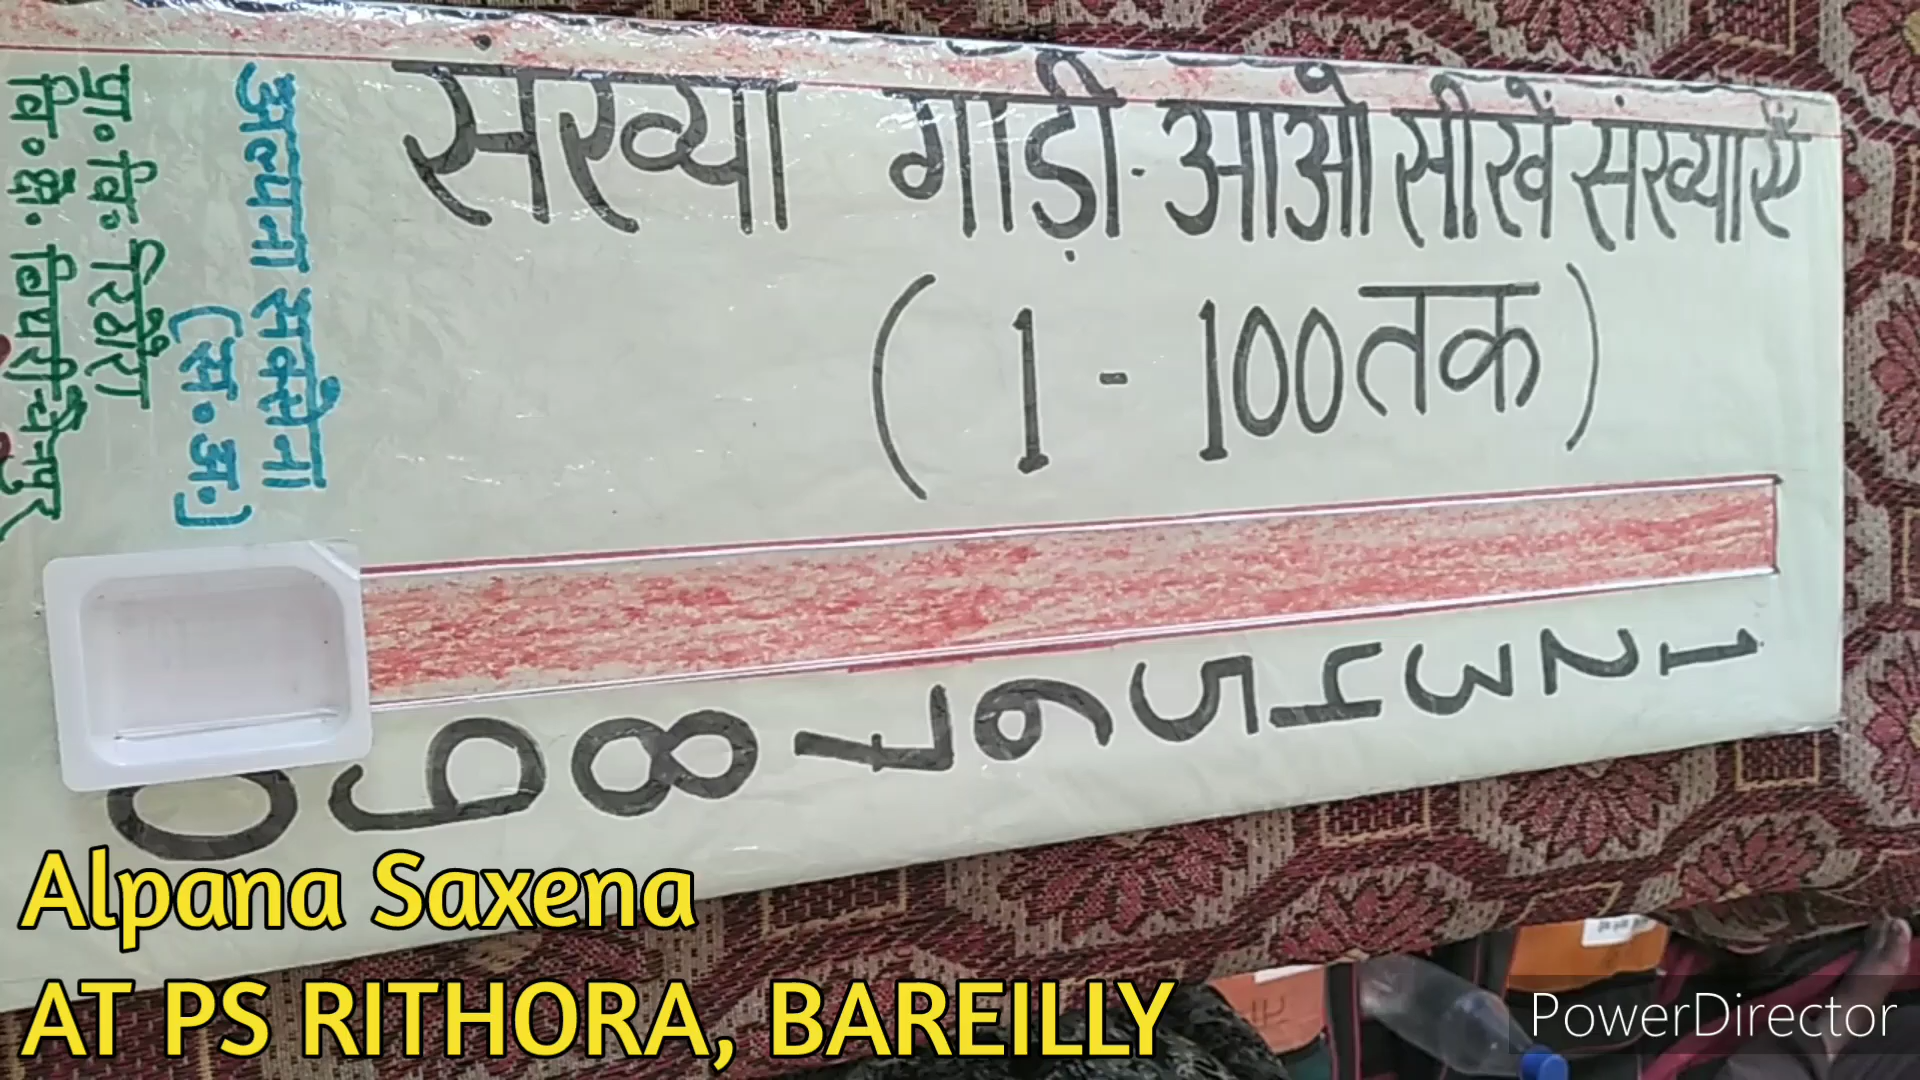 संख्या गाड़ी-आओ सीखें संख्याएँ
(1 - 100 तक)
अल्पना सक्सेना
(स.अ.)
प्रा. वि. रिठौरा
वि. क्षे. बिथरी चैनपुर
1 2 3 4 5 6 7 8 9 0
Alpana Saxena
AT PS RITHORA, BAREILLY
PowerDirector